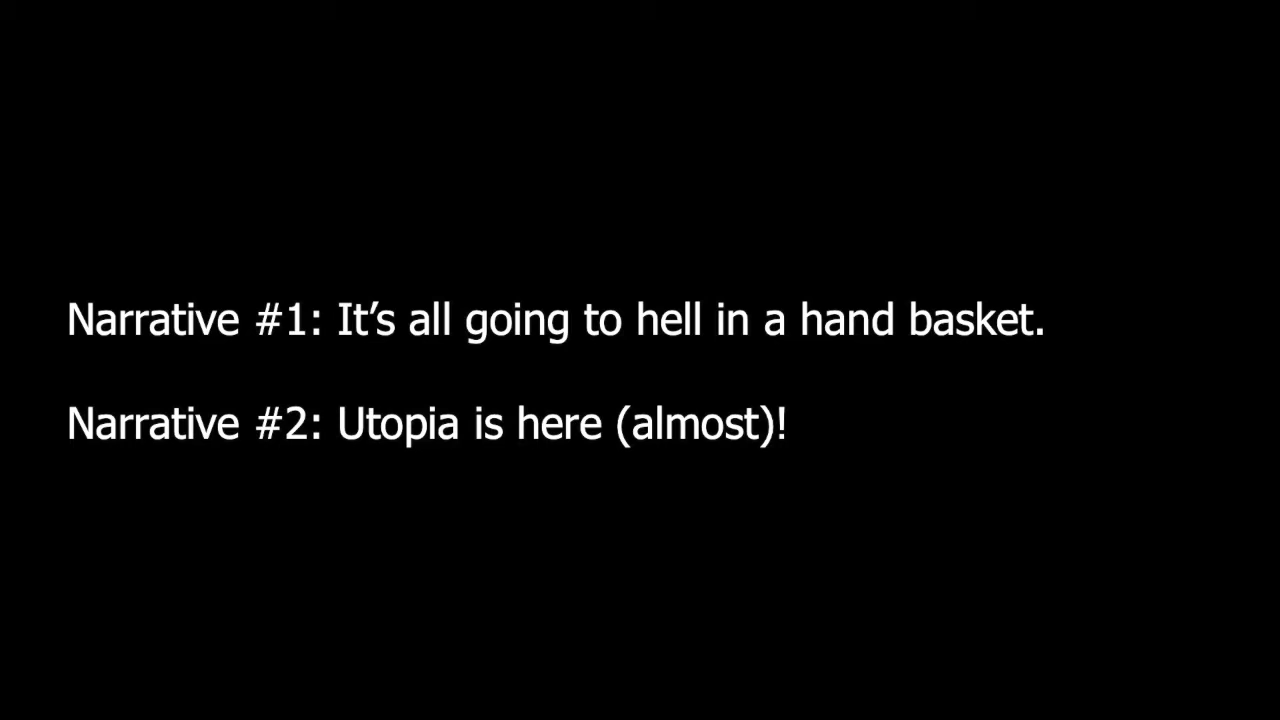 Narrative #1: It’s all going to hell in a hand basket.
Narrative #2: Utopia is here (almost)!